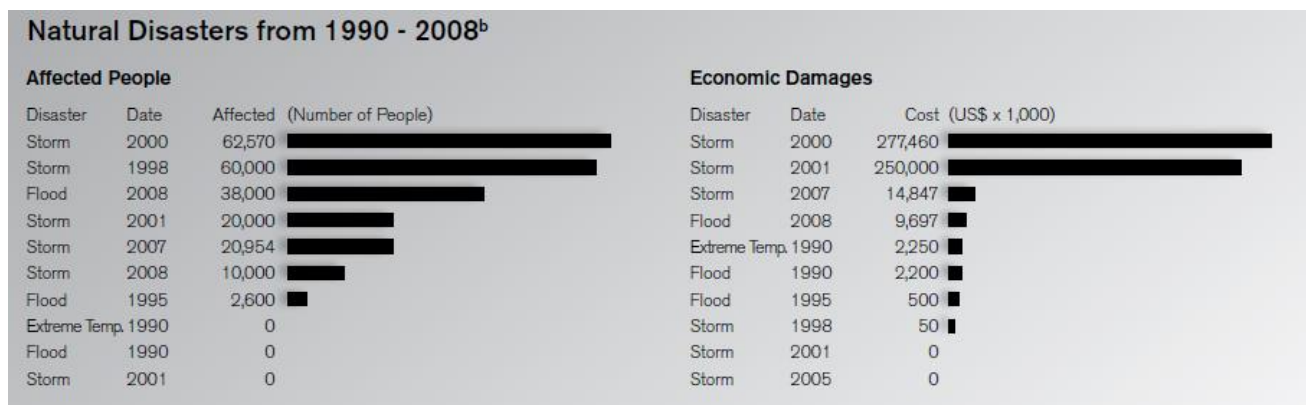 Natural Disasters from 1990 - 2008ᵇ
Affected People
Disaster Date Affected (Number of People)
Storm 2000 62,570
Storm 1998 60,000
Flood 2008 38,000
Storm 2001 20,000
Storm 2007 20,954
Storm 2008 10,000
Flood 1995 2,600
Extreme Temp. 1990 0
Flood 1990 0
Storm 2001 0
Economic Damages
Disaster Date Cost (US$ x 1,000)
Storm 2000 277,460
Storm 2001 250,000
Storm 2007 14,847
Flood 2008 9,697
Extreme Temp. 1990 2,250
Flood 1990 2,200
Flood 1995 500
Storm 1998 50
Storm 2001 0
Storm 2005 0